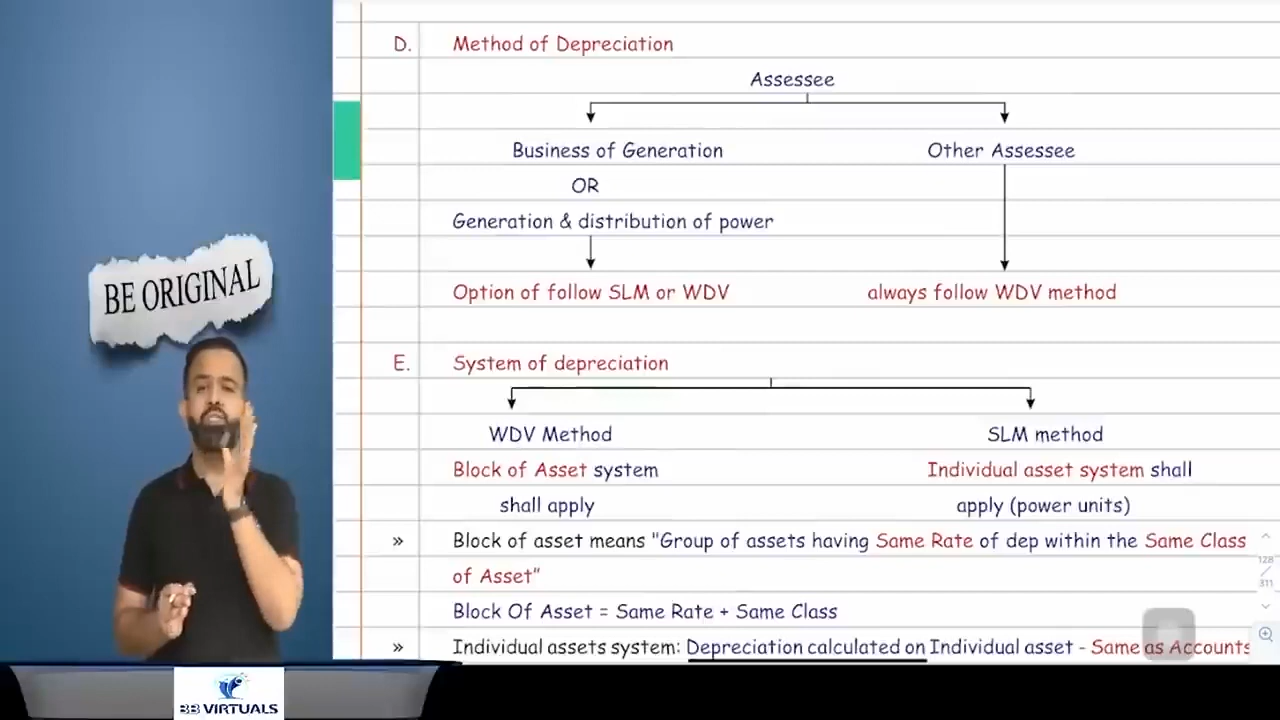 D. Method of Depreciation
Assessee
Business of Generation Other Assessee
OR
Generation & distribution of power
Option of follow SLM or WDV always follow WDV method
BE ORIGINAL
E. System of depreciation
WDV Method SLM method
Block of Asset system Individual asset system shall
shall apply apply (power units)
» Block of asset means "Group of assets having Same Rate of dep within the Same Class
of Asset"
128
/
311
Block Of Asset = Same Rate + Same Class
» Individual assets system: Depreciation calculated on Individual asset - Same as Accounts
BB VIRTUALS